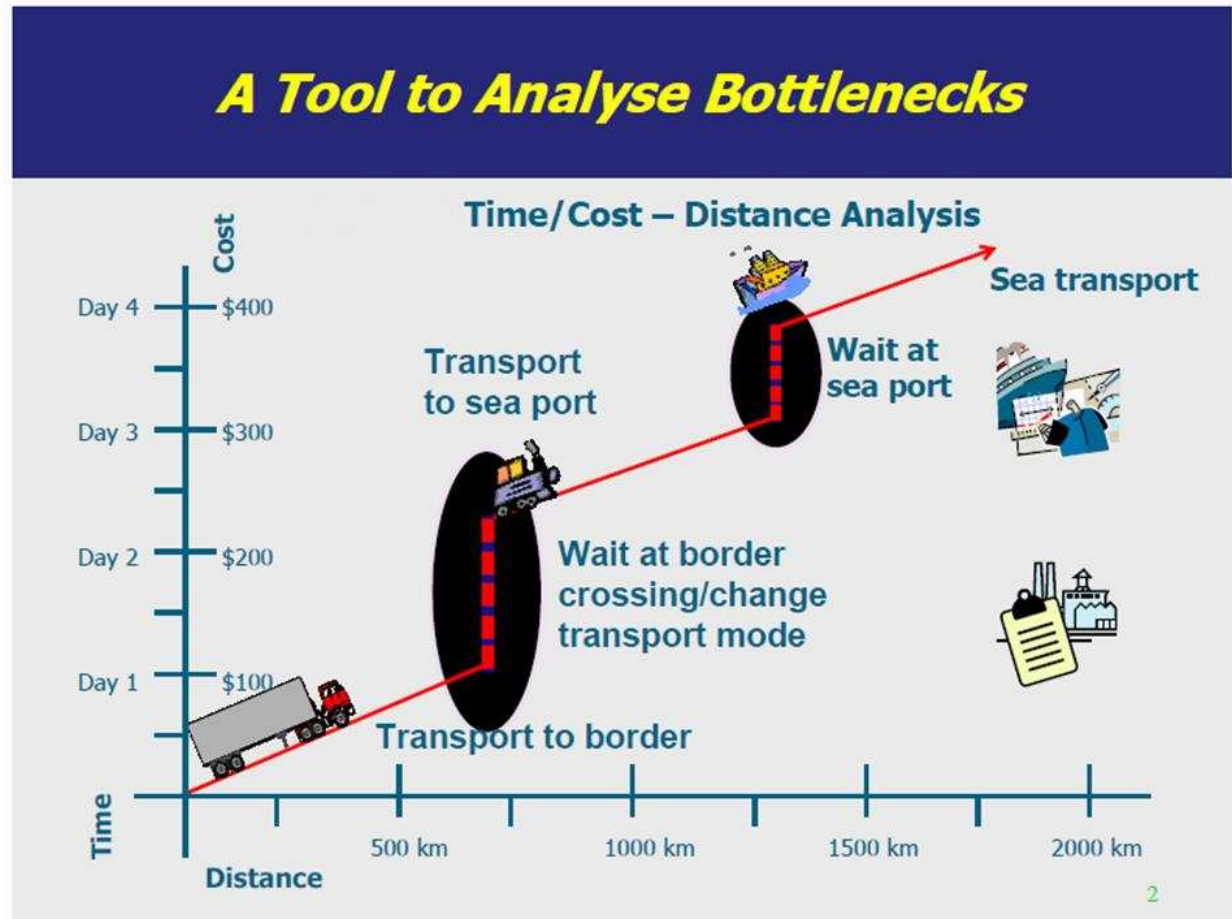 A Tool to Analyse Bottlenecks
Time/Cost – Distance Analysis
Cost
Day 4
$400
Sea transport
Transport
to sea port
Wait at
sea port
Day 3
$300
Day 2
$200
Wait at border
crossing/change
transport mode
Day 1
$100
Transport to border
Time
500 km
1000 km
1500 km
2000 km
Distance
2